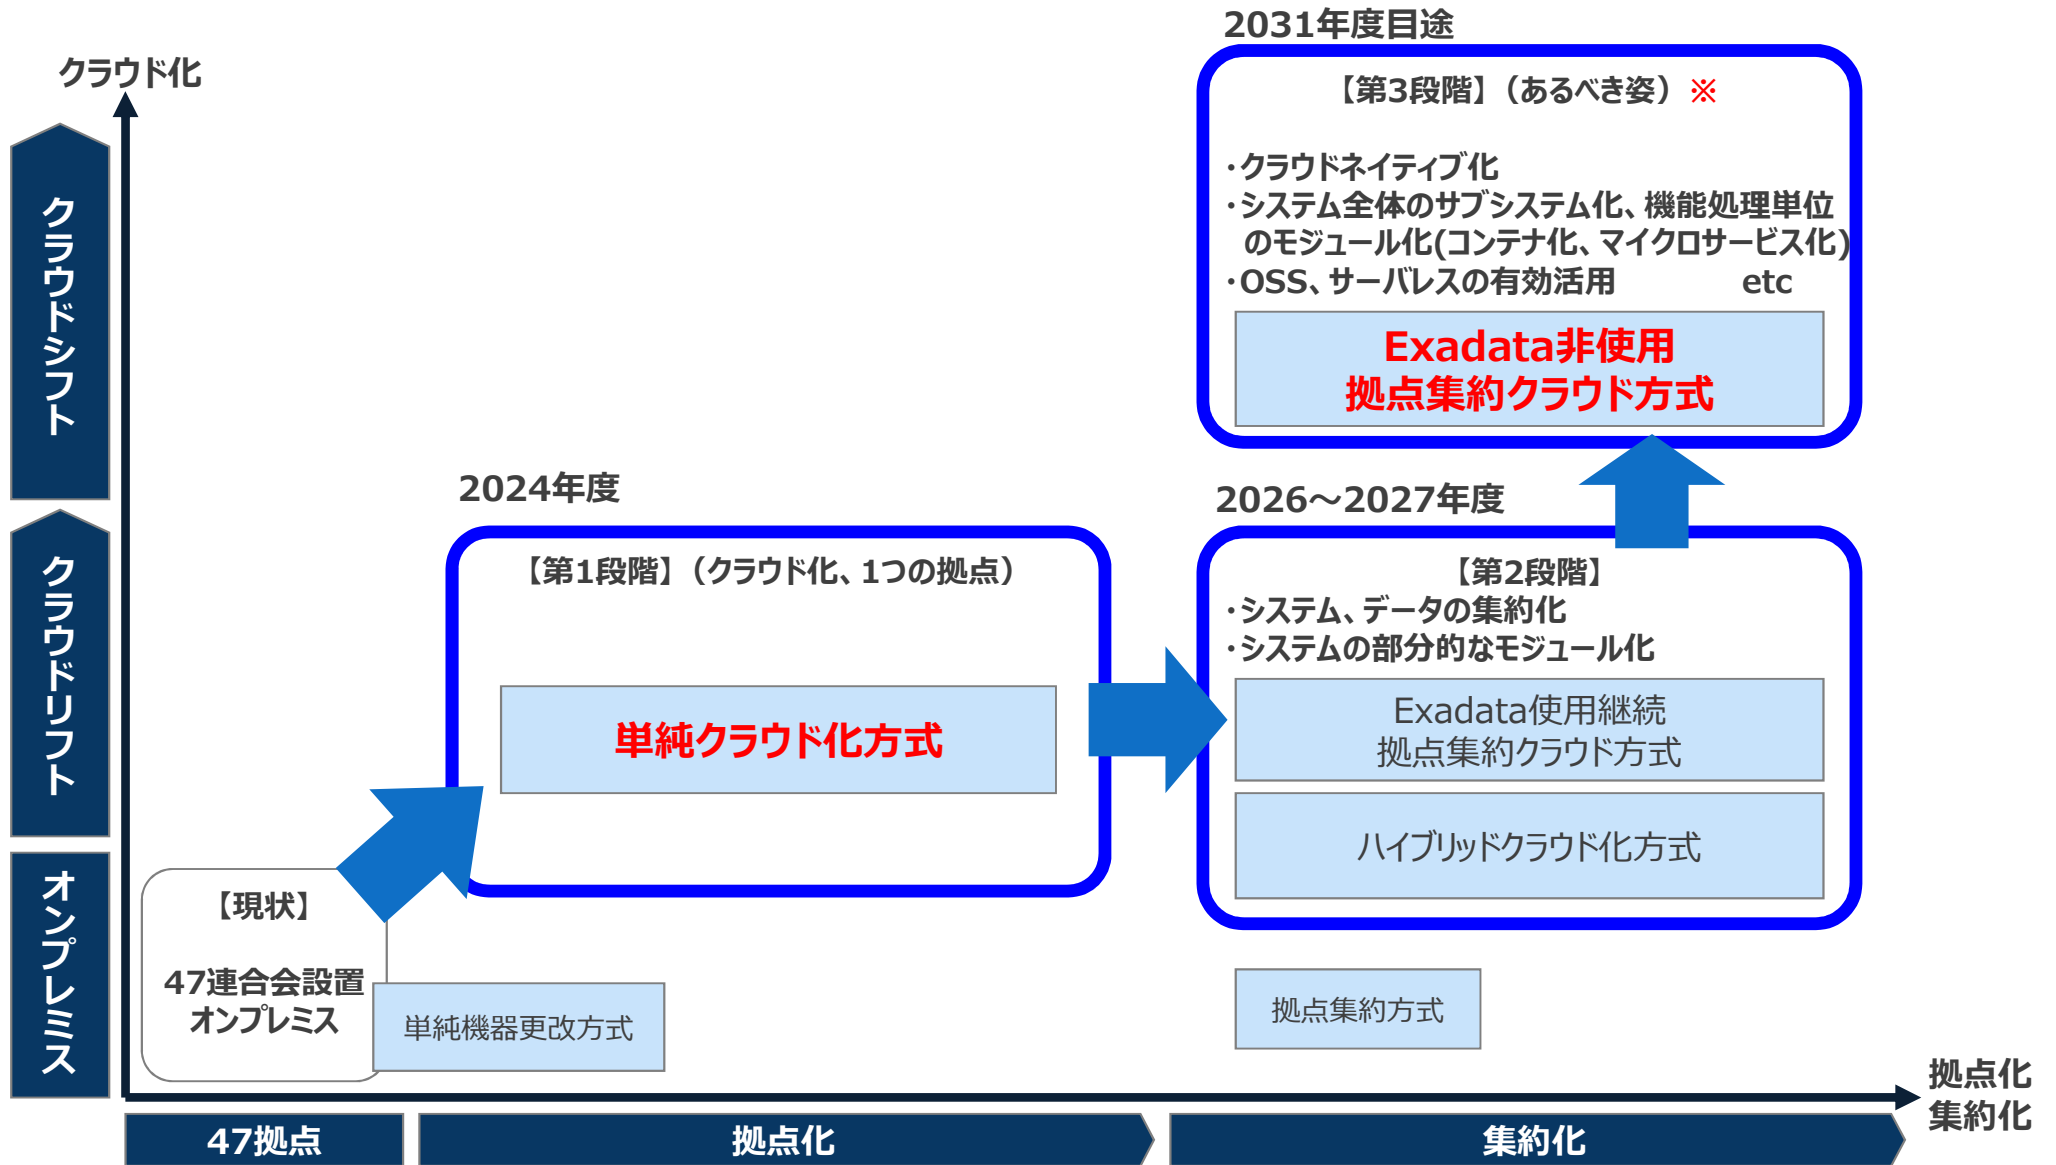 2031年度目途
クラウド化
【第3段階】（あるべき姿）※
・クラウドネイティブ化
・システム全体のサブシステム化、機能処理単位
のモジュール化(コンテナ化、マイクロサービス化)
・OSS、サーバレスの有効活用　　　etc
Exadata非使用
拠点集約クラウド方式
クラウドシフト
2024年度
【第1段階】（クラウド化、1つの拠点）
単純クラウド化方式
2026～2027年度
【第2段階】
・システム、データの集約化
・システムの部分的なモジュール化
Exadata使用継続
拠点集約クラウド方式
ハイブリッドクラウド化方式
クラウドリフト
オンプレミス
【現状】
47連合会設置
オンプレミス
単純機器更改方式
拠点集約方式
拠点化
集約化
47拠点
拠点化
集約化